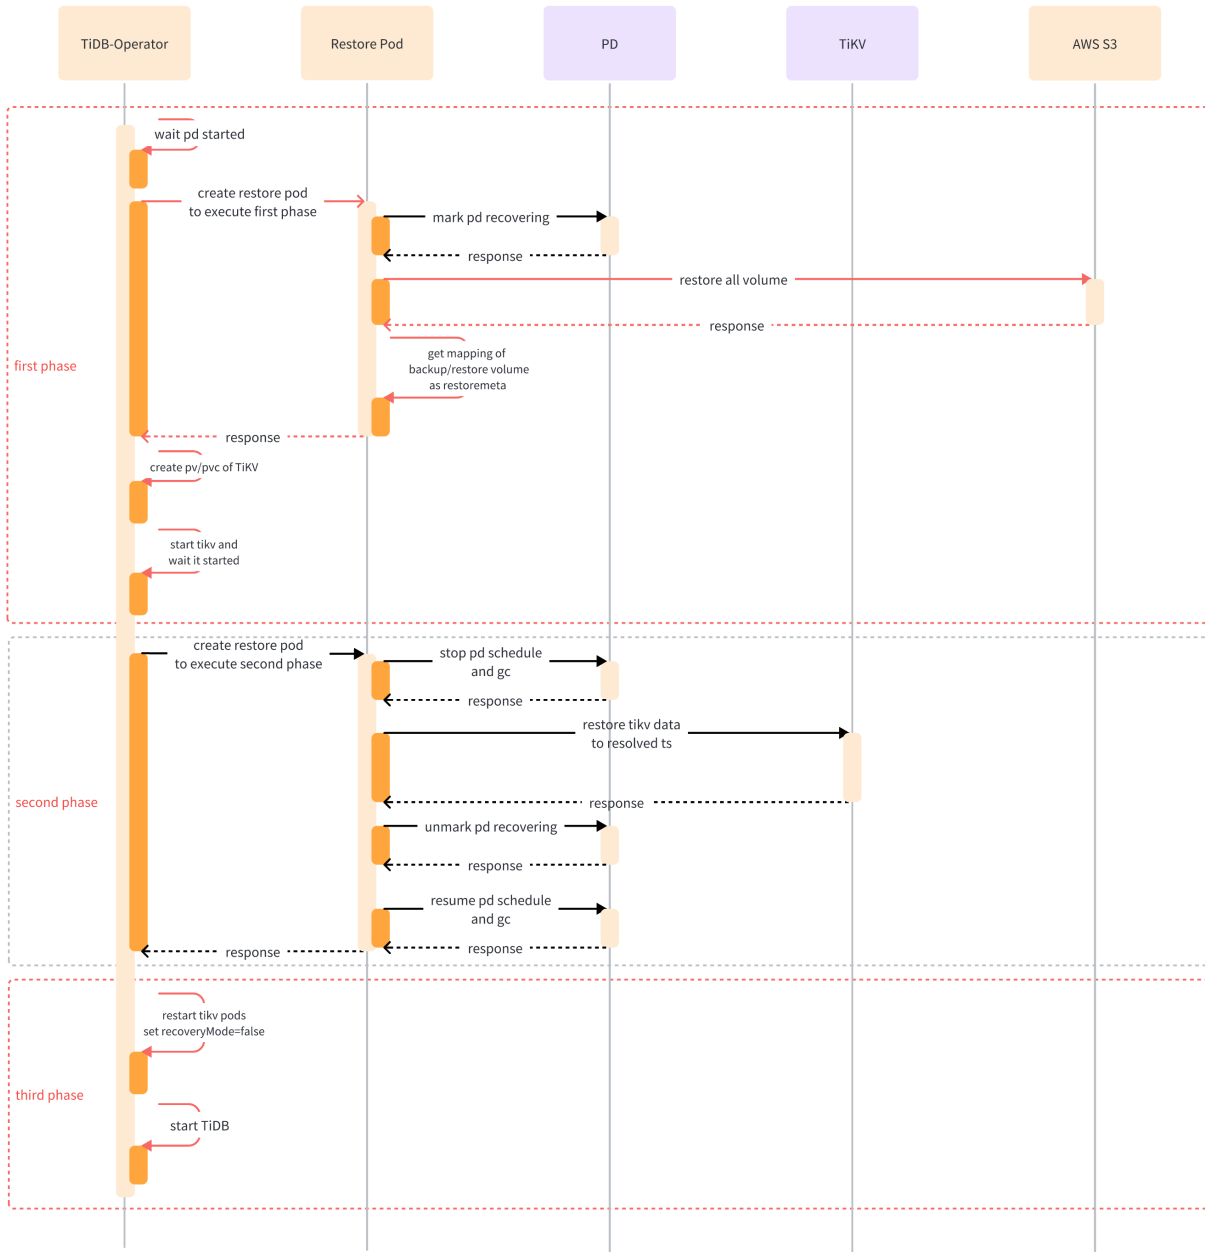 TiDB-Operator
Restore Pod
PD
TiKV
AWS S3
wait pd started
create restore pod
to execute first phase
mark pd recovering
response
restore all volume
response
get mapping of
backup/restore volume
as restoremeta
first phase
response
create pv/pvc of TiKV
start tikv and
wait it started
create restore pod
to execute second phase
stop pd schedule
and gc
response
restore tikv data
to resolved ts
response
second phase
unmark pd recovering
response
resume pd schedule
and gc
response
response
restart tikv pods
set recoveryMode=false
third phase
start TiDB